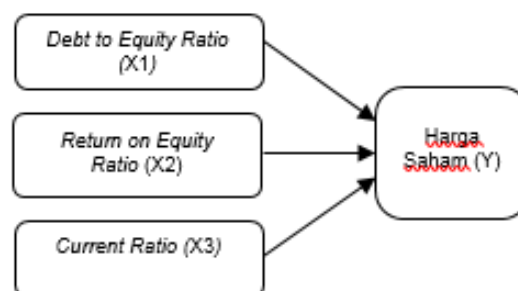 Debt to Equity Ratio
(X1)
Return on Equity
Ratio (X2)
Current Ratio (X3)
Harga
Saham (Y)